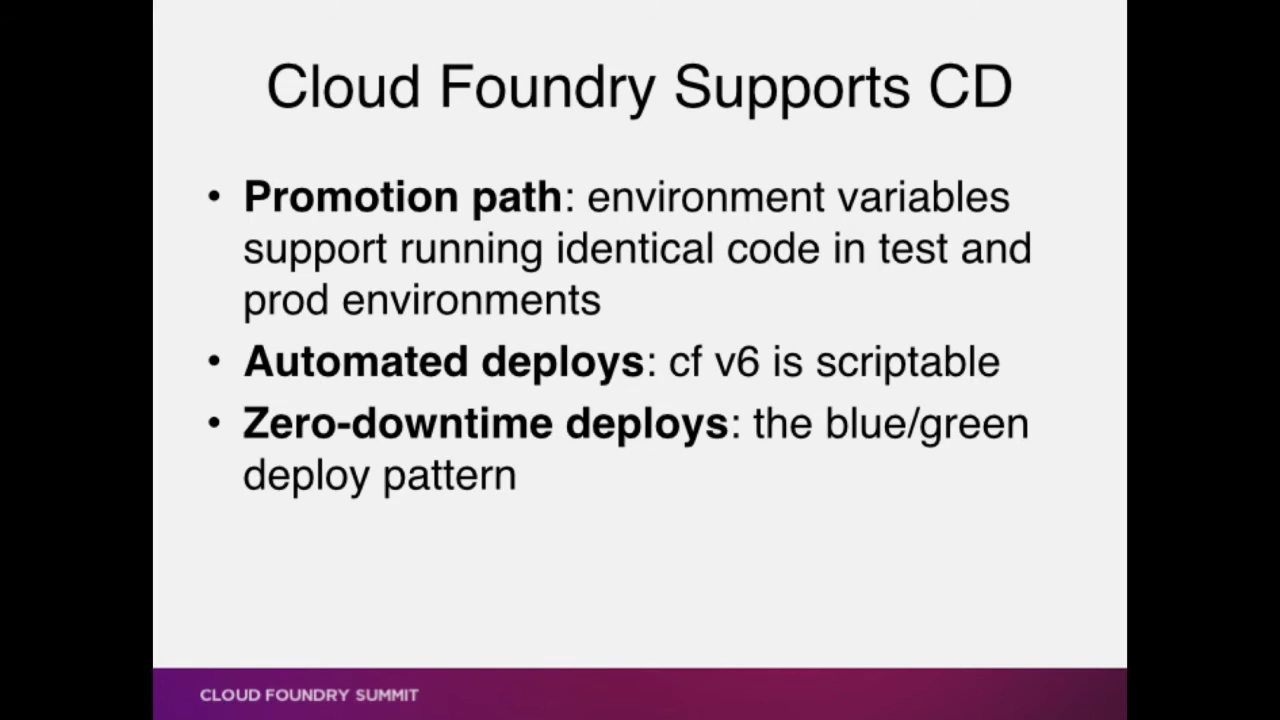 Cloud Foundry Supports CD
• Promotion path: environment variables
support running identical code in test and
prod environments
• Automated deploys: cf v6 is scriptable
• Zero-downtime deploys: the blue/green
deploy pattern
CLOUD FOUNDRY SUMMIT